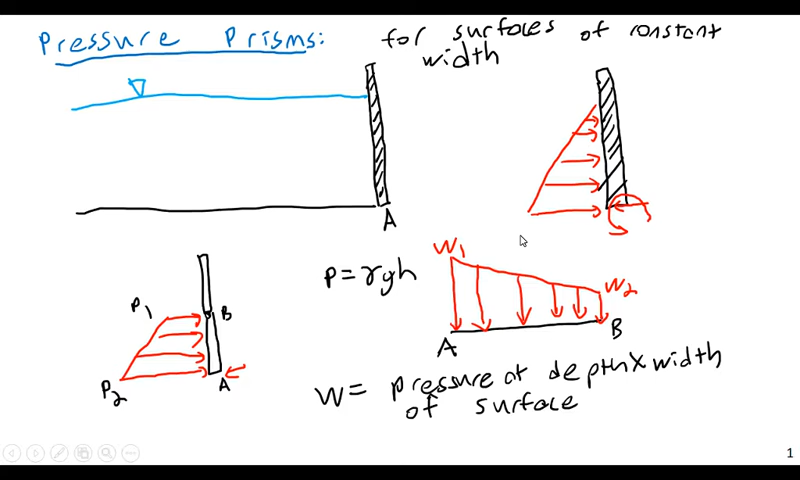 Pressure Prisms:
for surfaces of constant
width
A
W1
P = γgh
W2
P1
B
A
B
P2
A
W = pressure at depth × width
of surface
1